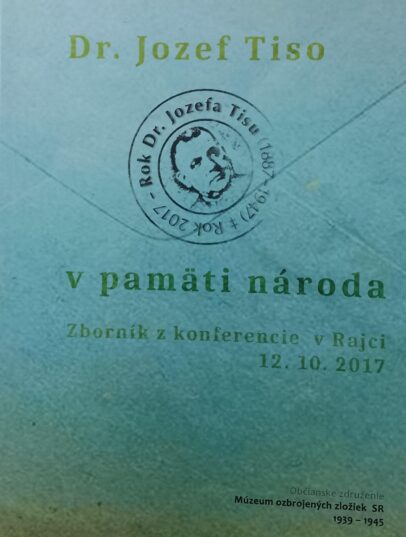 Dr. Jozef Tiso
Rok 2017 - Rok Dr. Jozefa Tisu (1887 - 1947) ‡
v pamäti národa
Zborník z konferencie v Rajci
12. 10. 2017
Občianske združenie
Múzeum ozbrojených zložiek SR
1939 – 1945